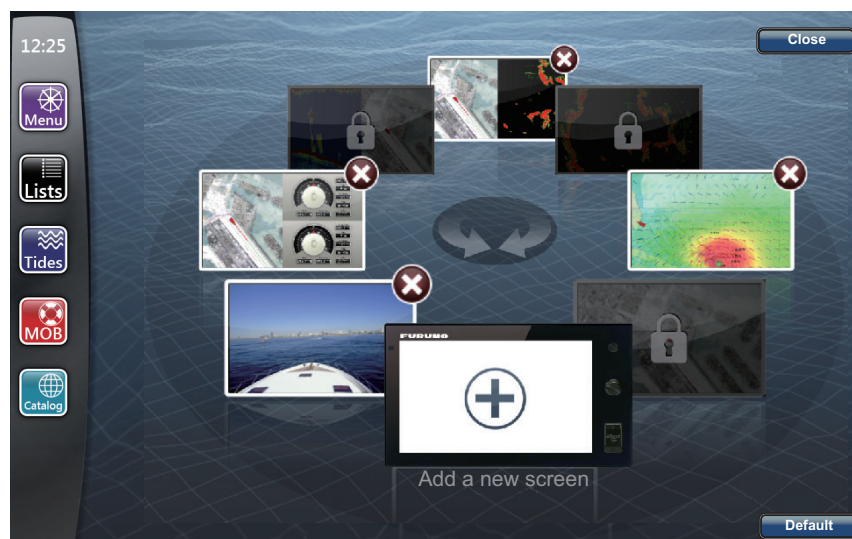 12:25
Close
Menu
Lists
Tides
MOB
Catalog
FURUNO
Add a new screen
Default